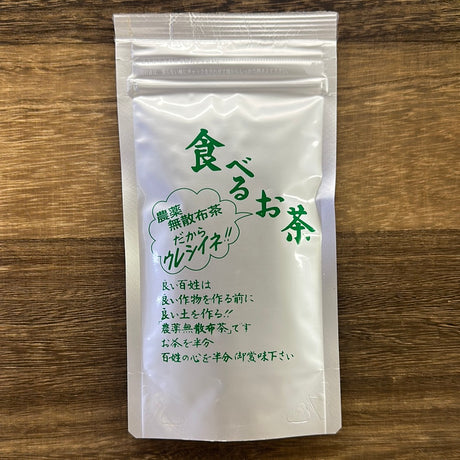 食べるお茶
農薬
無散布茶
だから
ウレシイネ!!
良い百姓は
良い作物を作る前に
良い土を作る!!
農薬無散布茶」です
お茶を半分
百姓の心を半分御賞味下さい